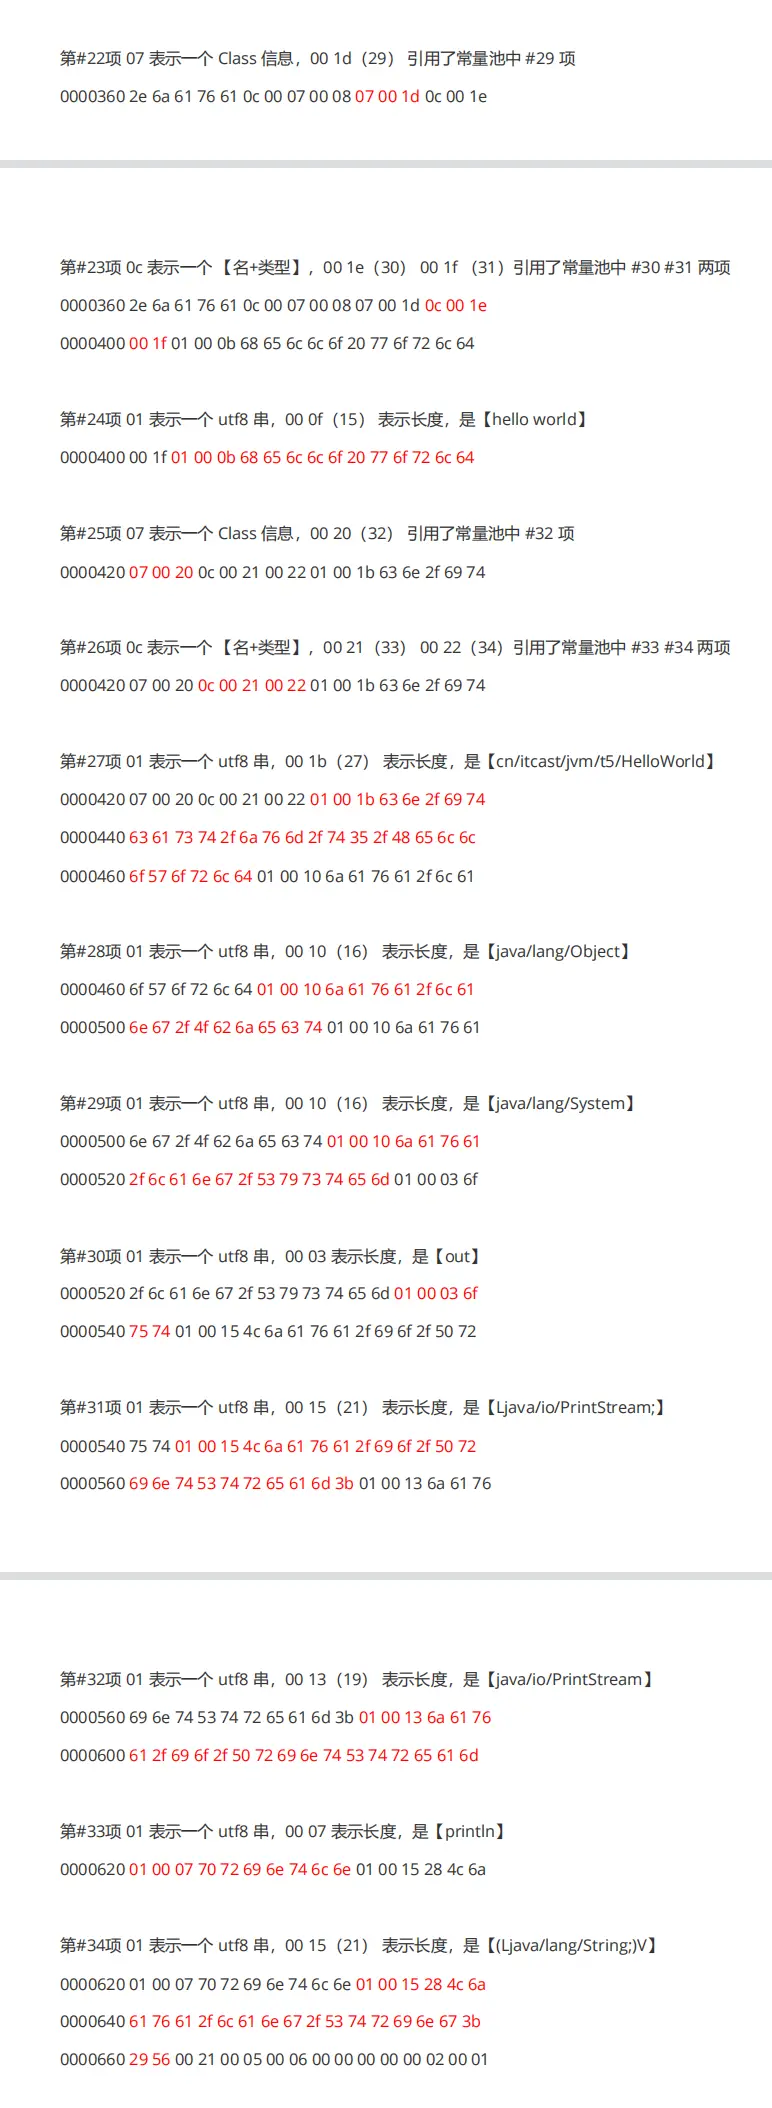 第#22项 07 表示一个 Class 信息，00 1d（29） 引用了常量池中 #29 项
0000360 2e 6a 61 76 61 0c 00 07 00 08 07 00 1d 0c 00 1e
第#23项 0c 表示一个 【名+类型】，00 1e（30） 00 1f （31）引用了常量池中 #30 #31 两项
0000360 2e 6a 61 76 61 0c 00 07 00 08 07 00 1d 0c 00 1e
0000400 00 1f 01 00 0b 68 65 6c 6c 6f 20 77 6f 72 6c 64
第#24项 01 表示一个 utf8 串，00 0f（15） 表示长度，是【hello world】
0000400 00 1f 01 00 0b 68 65 6c 6c 6f 20 77 6f 72 6c 64
第#25项 07 表示一个 Class 信息，00 20（32） 引用了常量池中 #32 项
0000420 07 00 20 0c 00 21 00 22 01 00 1b 63 6e 2f 69 74
第#26项 0c 表示一个 【名+类型】，00 21（33） 00 22（34）引用了常量池中 #33 #34 两项
0000420 07 00 20 0c 00 21 00 22 01 00 1b 63 6e 2f 69 74
第#27项 01 表示一个 utf8 串，00 1b（27） 表示长度，是【cn/itcast/jvm/t5/HelloWorld】
0000420 07 00 20 0c 00 21 00 22 01 00 1b 63 6e 2f 69 74
0000440 63 61 73 74 2f 6a 76 6d 2f 74 35 2f 48 65 6c 6c
0000460 6f 57 6f 72 6c 64 01 00 10 6a 61 76 61 2f 6c 61
第#28项 01 表示一个 utf8 串，00 10（16） 表示长度，是【java/lang/Object】
0000460 6f 57 6f 72 6c 64 01 00 10 6a 61 76 61 2f 6c 61
0000500 6e 67 2f 4f 62 6a 65 63 74 01 00 10 6a 61 76 61
第#29项 01 表示一个 utf8 串，00 10（16） 表示长度，是【java/lang/System】
0000500 6e 67 2f 4f 62 6a 65 63 74 01 00 10 6a 61 76 61
0000520 2f 6c 61 6e 67 2f 53 79 73 74 65 6d 01 00 03 6f
第#30项 01 表示一个 utf8 串，00 03 表示长度，是【out】
0000520 2f 6c 61 6e 67 2f 53 79 73 74 65 6d 01 00 03 6f
0000540 75 74 01 00 15 4c 6a 61 76 61 2f 69 6f 2f 50 72
第#31项 01 表示一个 utf8 串，00 15（21） 表示长度，是【Ljava/io/PrintStream;】
0000540 75 74 01 00 15 4c 6a 61 76 61 2f 69 6f 2f 50 72
0000560 69 6e 74 53 74 72 65 61 6d 3b 01 00 13 6a 61 76
第#32项 01 表示一个 utf8 串，00 13（19） 表示长度，是【java/io/PrintStream】
0000560 69 6e 74 53 74 72 65 61 6d 3b 01 00 13 6a 61 76
0000600 61 2f 69 6f 2f 50 72 69 6e 74 53 74 72 65 61 6d
第#33项 01 表示一个 utf8 串，00 07 表示长度，是【println】
0000620 01 00 07 70 72 69 6e 74 6c 6e 01 00 15 28 4c 6a
第#34项 01 表示一个 utf8 串，00 15（21） 表示长度，是【(Ljava/lang/String;)V】
0000620 01 00 07 70 72 69 6e 74 6c 6e 01 00 15 28 4c 6a
0000640 61 76 61 2f 6c 61 6e 67 2f 53 74 72 69 6e 67 3b
0000660 29 56 00 21 00 05 00 06 00 00 00 00 00 02 00 01